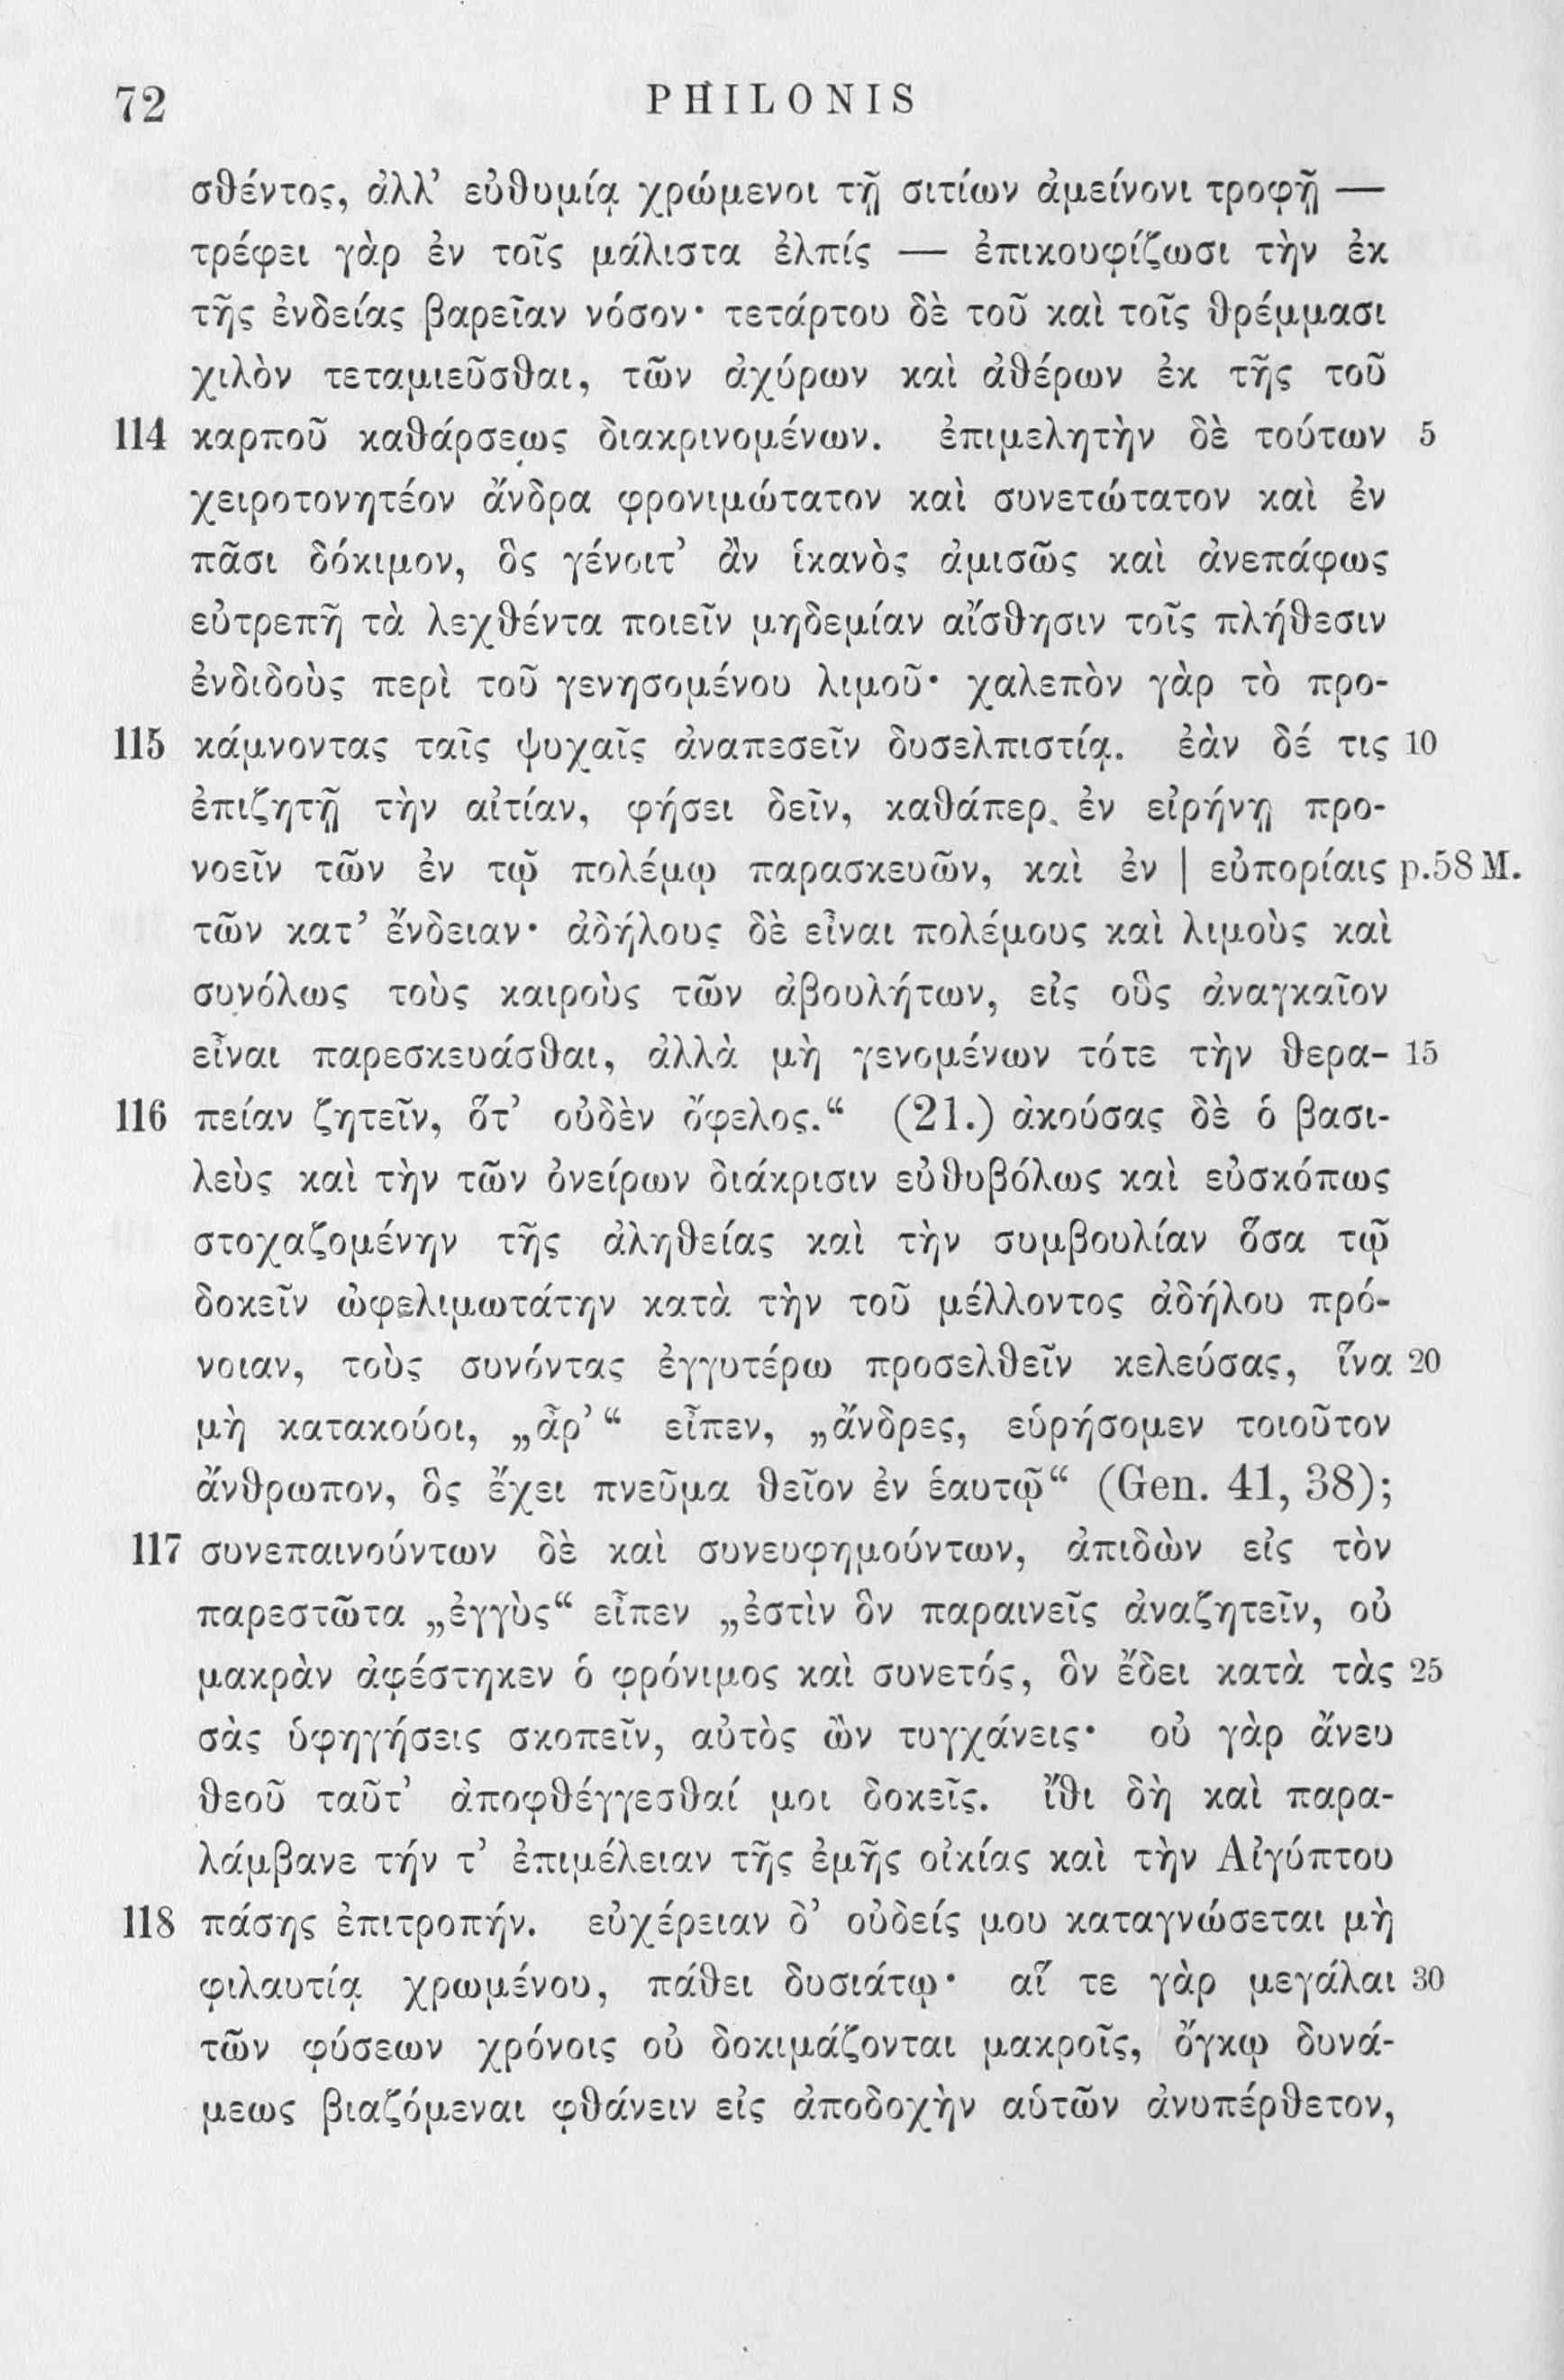 72 PHILONIS
σθέντος, ἀλλ’ εὐθυμίᾳ χρώμενοι τῇ σιτίων ἀμείνονι τροφῇ —
τρέφει γὰρ ἐν τοῖς μάλιστα ἐλπίς — ἐπικουφίζωσι τὴν ἐκ
τῆς ἐνδείας βαρεῖαν νόσον· τετάρτου δὲ τοῦ καὶ τοῖς θρέμμασι
χιλὸν τεταμιεῦσθαι, τῶν ἀχύρων καὶ ἀθέρων ἐκ τῆς τοῦ
114 καρποῦ καθάρσεως διακρινομένων. ἐπιμελητὴν δὲ τούτων 5
χειροτονητέον ἄνδρα φρονιμώτατον καὶ συνετώτατον καὶ ἐν
πᾶσι δόκιμον, ὃς γένοιτ’ ἂν ἱκανὸς ἀμισῶς καὶ ἀνεπάφως
εὐτρεπῆ τὰ λεχθέντα ποιεῖν μηδεμίαν αἴσθησιν τοῖς πλήθεσιν
ἐνδιδοὺς περὶ τοῦ γενησομένου λιμοῦ· χαλεπὸν γὰρ τὸ προ-
115 κάμνοντας ταῖς ψυχαῖς ἀναπεσεῖν δυσελπιστίᾳ. ἐὰν δέ τις 10
ἐπιζητῇ τὴν αἰτίαν, φήσει δεῖν, καθάπερ ἐν εἰρήνῃ προ-
νοεῖν τῶν ἐν τῷ πολέμῳ παρασκευῶν, καὶ ἐν | εὐπορίαις p.58 M.
τῶν κατ’ ἔνδειαν· ἀδήλους δὲ εἶναι πολέμους καὶ λιμοὺς καὶ
συνόλως τοὺς καιροὺς τῶν ἀβουλήτων, εἰς οὓς ἀναγκαῖον
εἶναι παρεσκευάσθαι, ἀλλὰ μὴ γενομένων τότε τὴν θερα- 15
116 πείαν ζητεῖν, ὅτ’ οὐδὲν ὄφελος.“ (21.) ἀκούσας δὲ ὁ βασι-
λεὺς καὶ τὴν τῶν ὀνείρων διάκρισιν εὐθυβόλως καὶ εὐσκόπως
στοχαζομένην τῆς ἀληθείας καὶ τὴν συμβουλίαν ὅσα τῷ
δοκεῖν ὠφελιμωτάτην κατὰ τὴν τοῦ μέλλοντος ἀδήλου πρό-
νοιαν, τοὺς συνόντας ἐγγυτέρω προσελθεῖν κελεύσας, ἵνα 20
μὴ κατακούοι, „ἆρ’“ εἶπεν, „ἄνδρες, εὑρήσομεν τοιοῦτον
ἄνθρωπον, ὃς ἔχει πνεῦμα θεῖον ἐν ἑαυτῷ“ (Gen. 41, 38);
117 συνεπαινούντων δὲ καὶ συνευφημούντων, ἀπιδὼν εἰς τὸν
παρεστῶτα „ἐγγὺς“ εἶπεν „ἐστὶν ὃν παραινεῖς ἀναζητεῖν, οὐ
μακρὰν ἀφέστηκεν ὁ φρόνιμος καὶ συνετός, ὃν ἔδει κατὰ τὰς 25
σὰς ὑφηγήσεις σκοπεῖν, αὐτὸς ὢν τυγχάνεις· οὐ γὰρ ἄνευ
θεοῦ ταῦτ’ ἀποφθέγγεσθαί μοι δοκεῖς. ἴθι δὴ καὶ παρα-
λάμβανε τήν τ’ ἐπιμέλειαν τῆς ἐμῆς οἰκίας καὶ τὴν Αἰγύπτου
118 πάσης ἐπιτροπήν. εὐχέρειαν δ’ οὐδείς μου καταγνώσεται μὴ
φιλαυτίᾳ χρωμένου, πάθει δυσιάτῳ· αἵ τε γὰρ μεγάλαι 30
τῶν φύσεων χρόνοις οὐ δοκιμάζονται μακροῖς, ὄγκῳ δυνά-
μεως βιαζόμεναι φθάνειν εἰς ἀποδοχὴν αὑτῶν ἀνυπέρθετον,